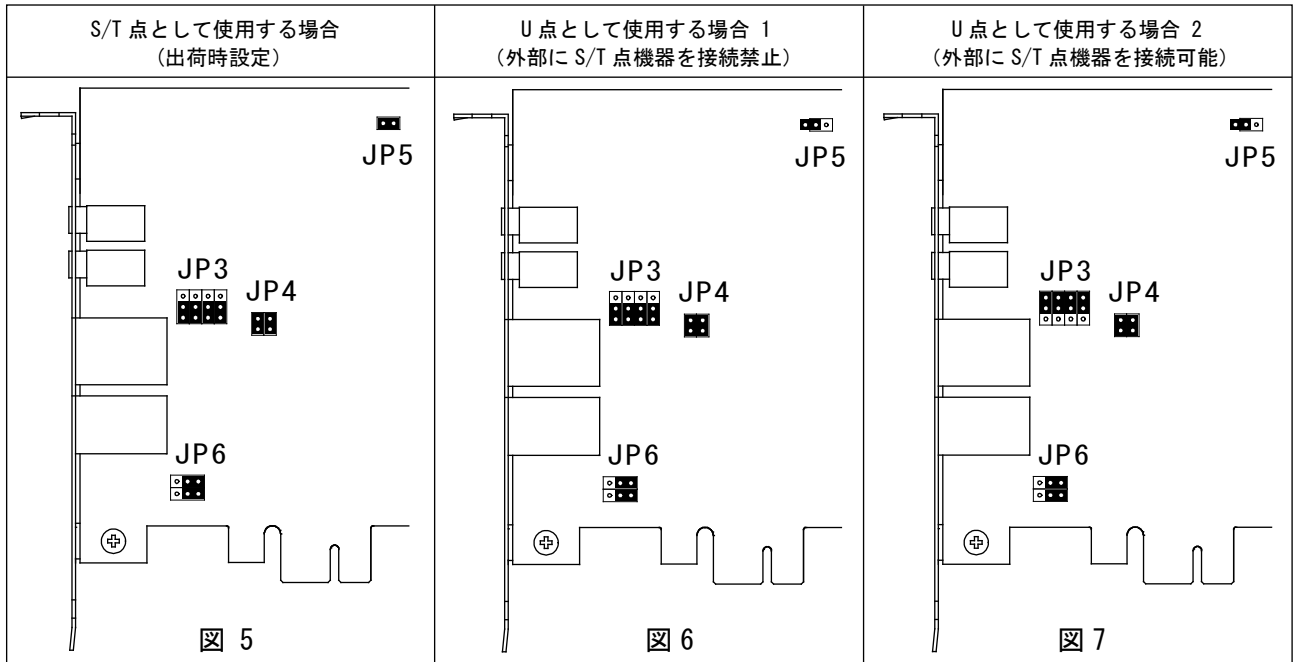 S/T 点として使用する場合
(出荷時設定)
U 点として使用する場合 1
(外部に S/T 点機器を接続禁止)
U 点として使用する場合 2
(外部に S/T 点機器を接続可能)
JP5
JP3
JP4
JP6
図 5
JP5
JP3
JP4
JP6
図 6
JP5
JP3
JP4
JP6
図 7